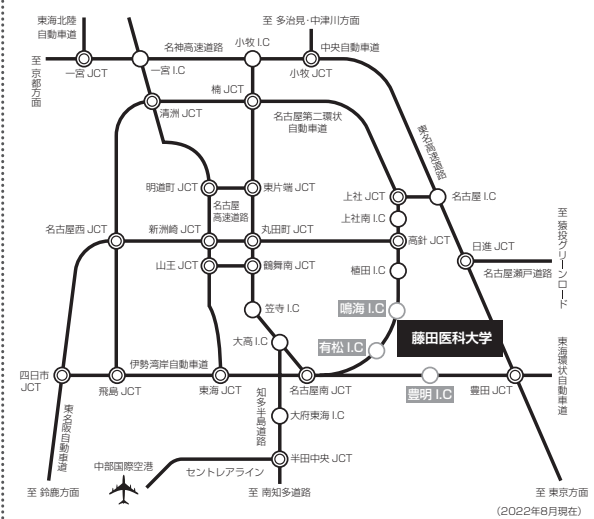 東海北陸
自動車道
至 多治見・中津川方面
名神高速道路
小牧 I.C
中央自動車道
至 京都方面
一宮 JCT
一宮 I.C
小牧 JCT
楠 JCT
清洲 JCT
名古屋第二環状
自動車道
東名高速道路
明道町 JCT
東片端 JCT
上社 JCT
名古屋 I.C
名古屋
高速道路
上社南 I.C
至 猿投グリーンロード
名古屋西 JCT
新洲崎 JCT
丸田町 JCT
高針 JCT
日進 JCT
山王 JCT
鶴舞南 JCT
植田 I.C
名古屋瀬戸道路
笠寺 I.C
鳴海 I.C
藤田医科大学
大高 I.C
有松 I.C
東海環状自動車道
伊勢湾岸自動車道
四日市
JCT
飛島 JCT
東海 JCT
名古屋南 JCT
豊明 I.C
豊田 JCT
東名阪自動車道
知多半島道路
大府東海 I.C
中部国際空港
セントレアライン
半田中央 JCT
至 鈴鹿方面
至 南知多道路
至 東京方面
(2022年8月現在)